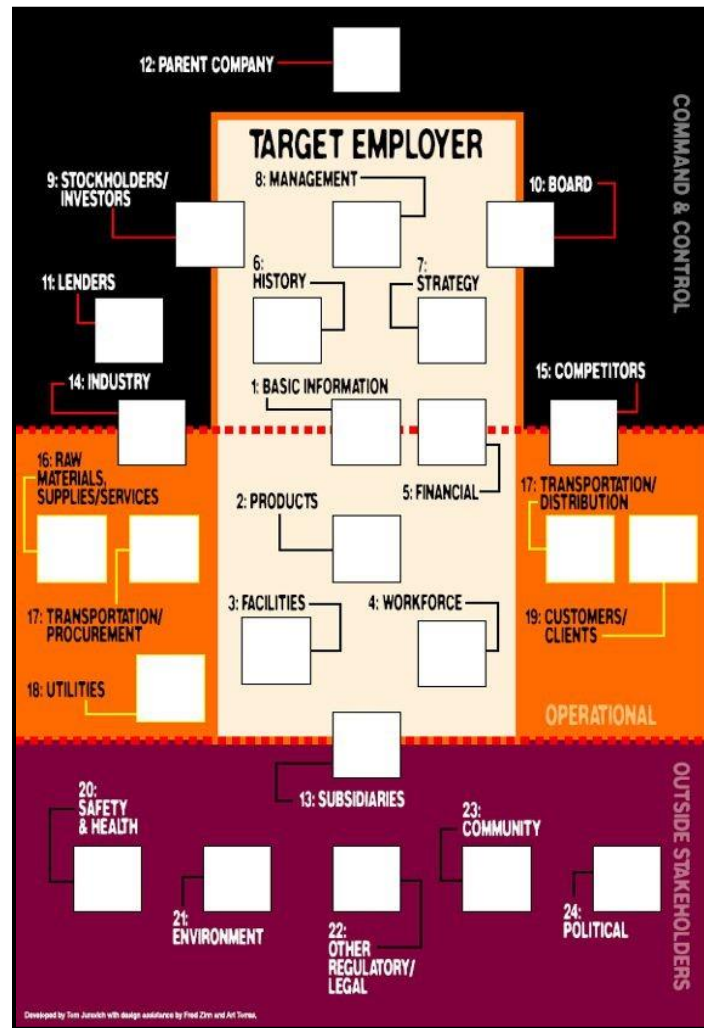 12: PARENT COMPANY
COMMAND & CONTROL
TARGET EMPLOYER
8: MANAGEMENT
9: STOCKHOLDERS/
INVESTORS
10: BOARD
6:
HISTORY
7:
STRATEGY
11: LENDERS
14: INDUSTRY
1: BASIC INFORMATION
15: COMPETITORS
16: RAW
MATERIALS,
SUPPLIES/SERVICES
5: FINANCIAL
17: TRANSPORTATION/
DISTRIBUTION
2: PRODUCTS
17: TRANSPORTATION/
PROCUREMENT
3: FACILITIES
4: WORKFORCE
19: CUSTOMERS/
CLIENTS
18: UTILITIES
OPERATIONAL
13: SUBSIDIARIES
OUTSIDE STAKEHOLDERS
20:
SAFETY
& HEALTH
23:
COMMUNITY
21:
ENVIRONMENT
22:
OTHER
REGULATORY/
LEGAL
24:
POLITICAL
Developed by Tom Juravich with design assistance by Fred Zinn and Art Torres,